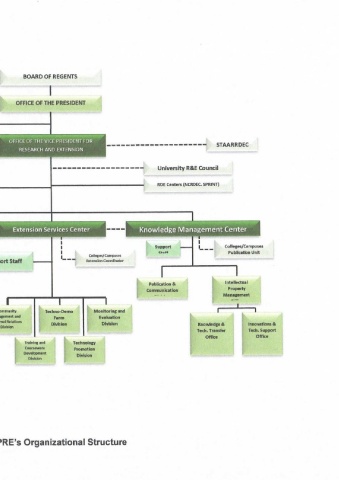 BOARD OF REGENTS
OFFICE OF THE PRESIDENT
OFFICE OF THE VICE PRESIDENT FOR
RESEARCH AND EXTENSION
STAARRDEC
University R&E Council
RDE Centers (NCRDEC, SPRINT)
Extension Services Center
Knowledge Management Center
Support
Staff
Colleges/Campuses
Publication Unit
Colleges/Campuses
Extension Coordinator
ort Staff
Publication &
Communication
Intellectual
Property
Management
Techno-Demo
Farm
Division
Monitoring and
Evaluation
Division
Division
Training and
Development
Division
Technology
Promotion
Division
Knowledge &
Tech. Transfer
Office
Innovations &
Tech. Support
Office
PRE's Organizational Structure